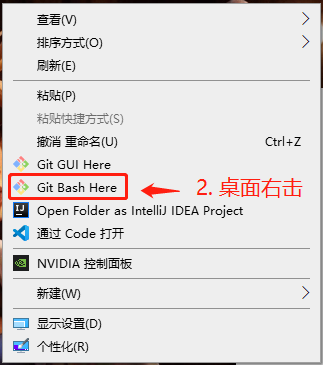 查看(V)
排序方式(O)
刷新(E)
粘贴(P)
粘贴快捷方式(S)
撤消 重命名(U) Ctrl+Z
Git GUI Here
Git Bash Here
2. 桌面右击
Open Folder as IntelliJ IDEA Project
通过 Code 打开
NVIDIA 控制面板
新建(W)
显示设置(D)
个性化(R)